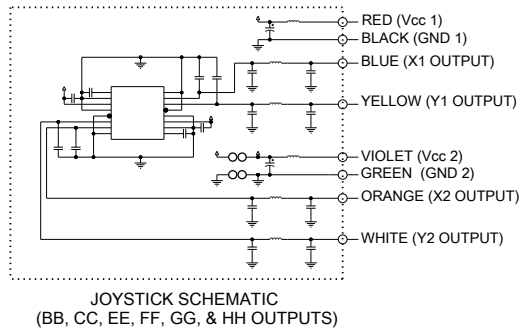 RED (Vcc 1)
BLACK (GND 1)
BLUE (X1 OUTPUT)
YELLOW (Y1 OUTPUT)
VIOLET (Vcc 2)
GREEN (GND 2)
ORANGE (X2 OUTPUT)
WHITE (Y2 OUTPUT)
JOYSTICK SCHEMATIC
(BB, CC, EE, FF, GG, & HH OUTPUTS)